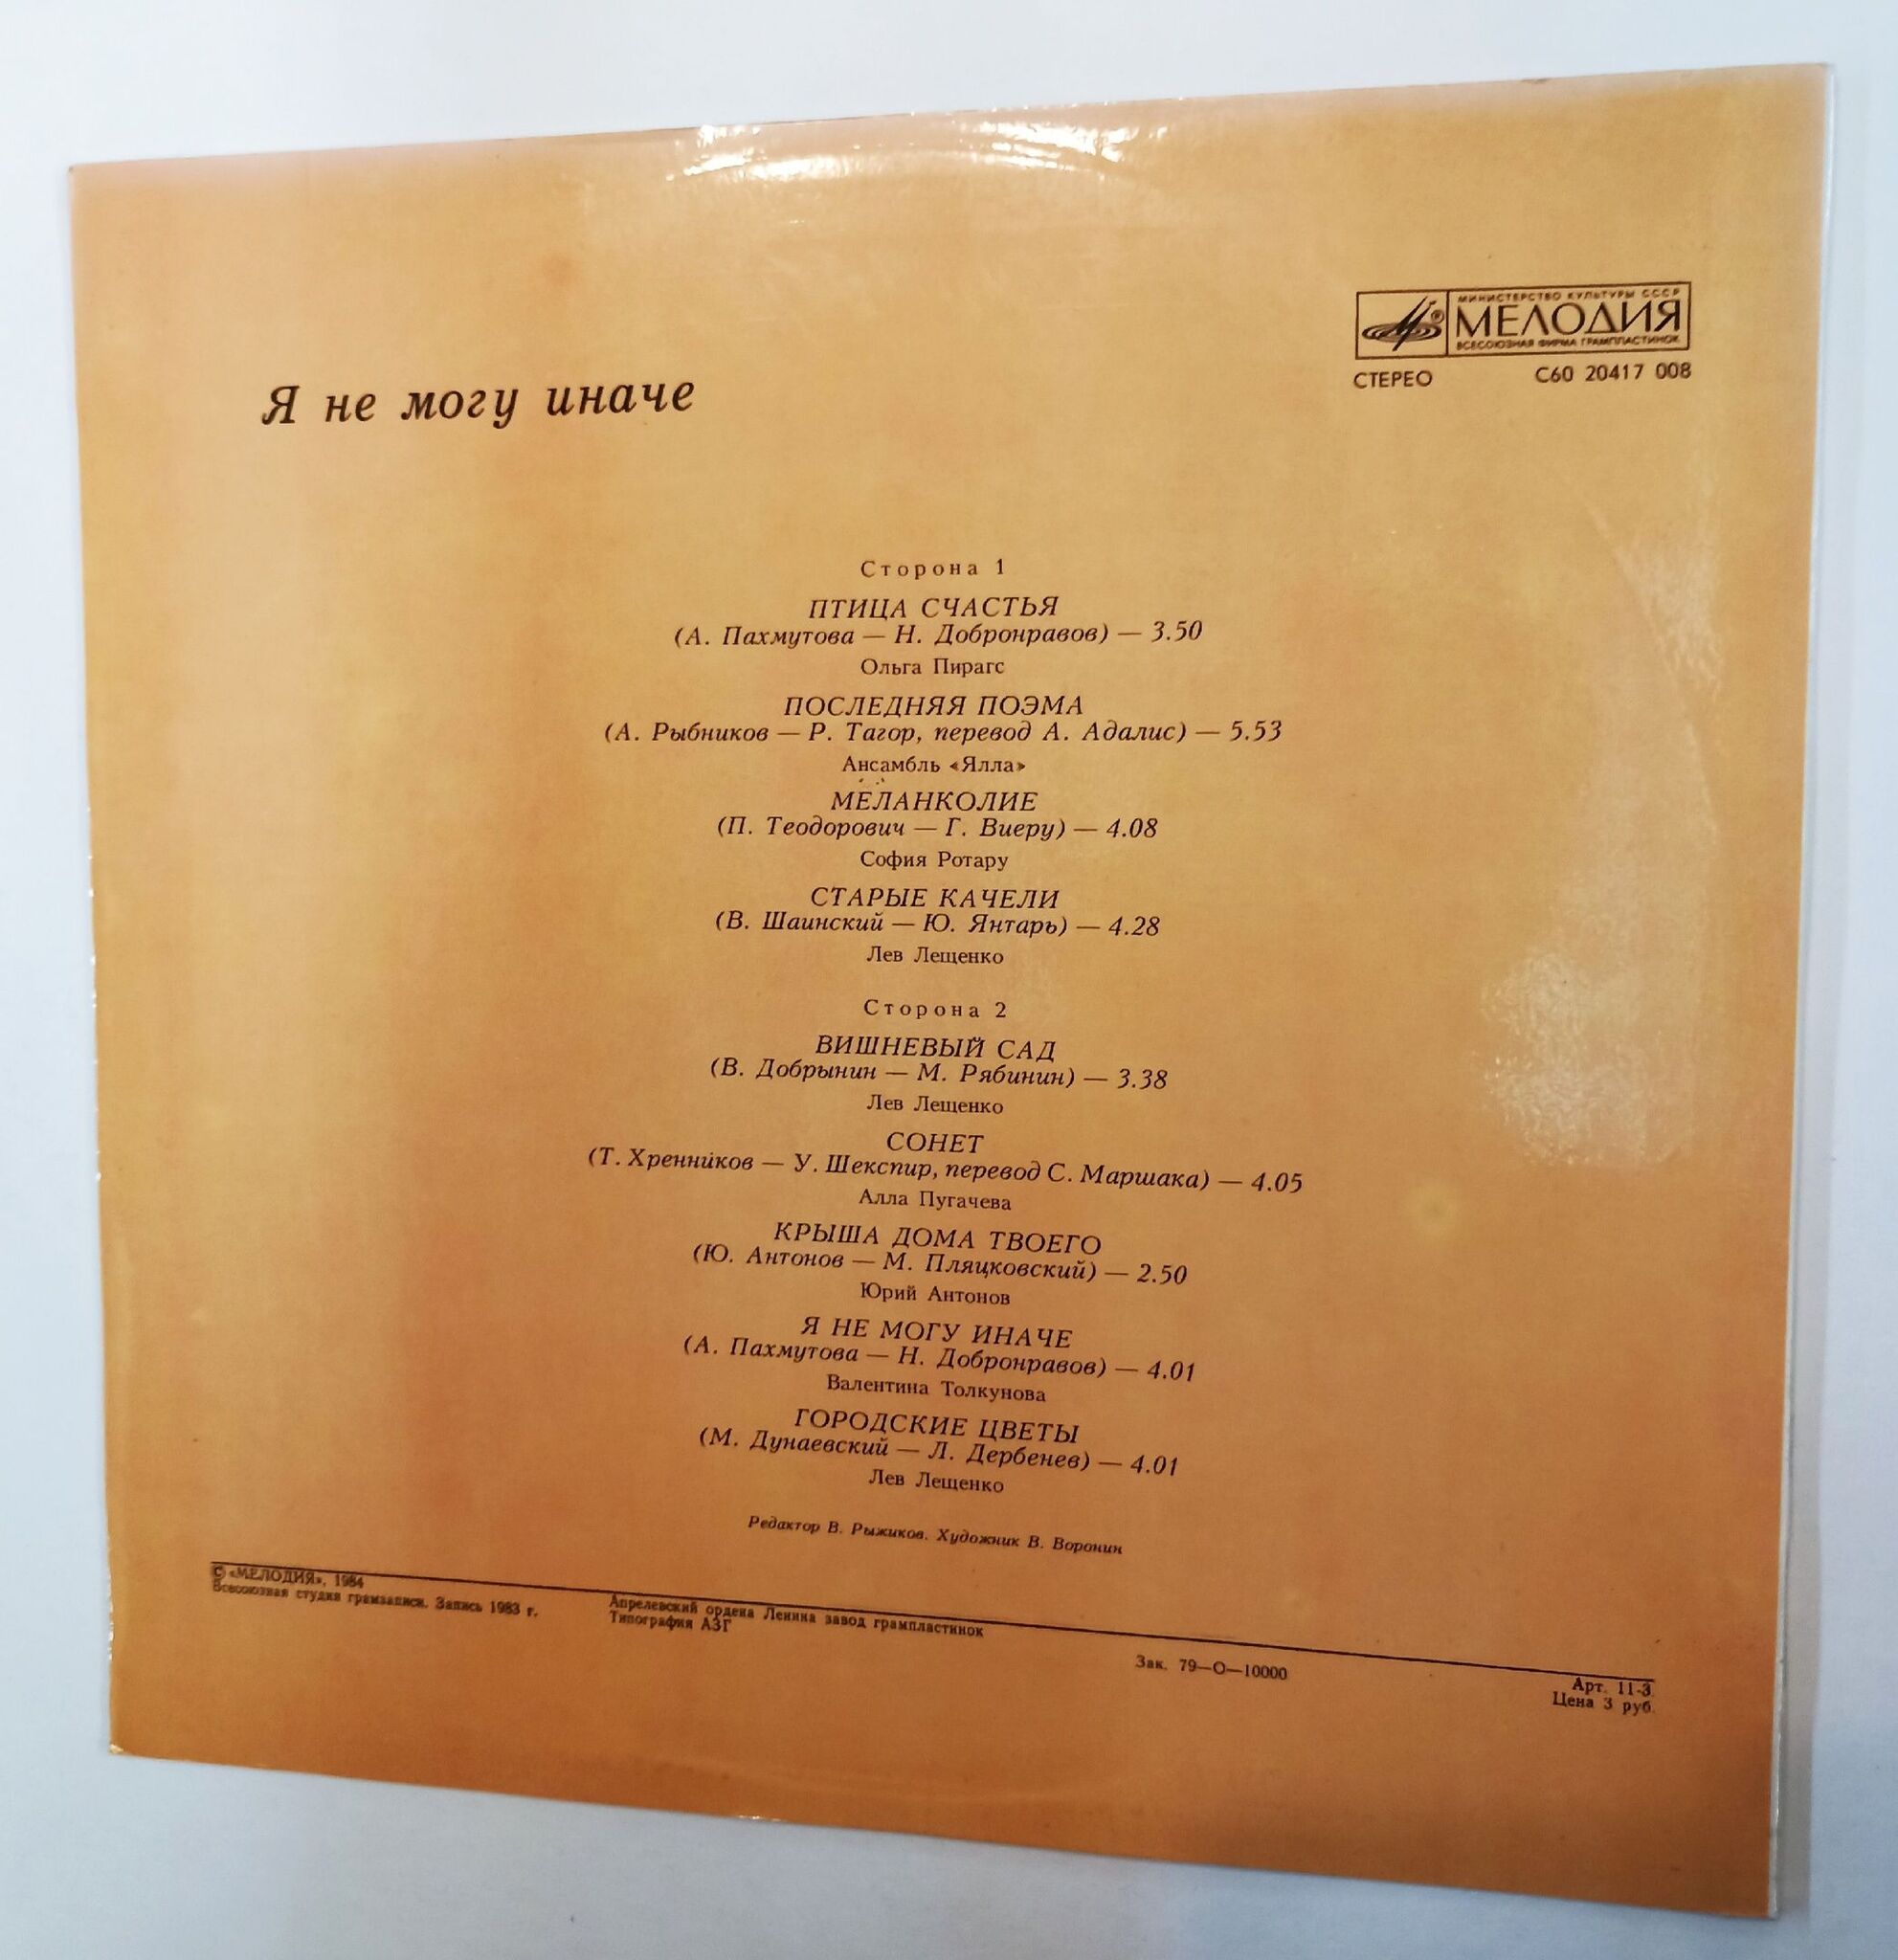 МИНИСТЕРСТВО КУЛЬТУРЫ СССР
МЕЛОДИЯ
ВСЕСОЮЗНАЯ ФИРМА ГРАМПЛАСТИНОК
СТЕРЕО С60 20417 008
Я не могу иначе
Сторона 1
ПТИЦА СЧАСТЬЯ
(А. Пахмутова — Н. Добронравов) — 3.50
Ольга Пирагс
ПОСЛЕДНЯЯ ПОЭМА
(А. Рыбников — Р. Тагор, перевод А. Адалис) — 5.53
Ансамбль «Ялла»
МЕЛАНКОЛИЕ
(П. Теодорович — Г. Виеру) — 4.08
София Ротару
СТАРЫЕ КАЧЕЛИ
(В. Шаинский — Ю. Янтарь) — 4.28
Лев Лещенко
Сторона 2
ВИШНЕВЫЙ САД
(В. Добрынин — М. Рябинин) — 3.38
Лев Лещенко
СОНЕТ
(Т. Хренников — У. Шекспир, перевод С. Маршака) — 4.05
Алла Пугачева
КРЫША ДОМА ТВОЕГО
(Ю. Антонов — М. Пляцковский) — 2.50
Юрий Антонов
Я НЕ МОГУ ИНАЧЕ
(А. Пахмутова — Н. Добронравов) — 4.01
Валентина Толкунова
ГОРОДСКИЕ ЦВЕТЫ
(М. Дунаевский — Л. Дербенев) — 4.01
Лев Лещенко
Редактор В. Рыжиков. Художник В. Воронин
© «МЕЛОДИЯ», 1984
Всесоюзная студия грамзаписи. Запись 1983 г.
Апрелевский ордена Ленина завод грампластинок
Типография АЗГ
Зак. 79—О—10000
Арт. 11-3.
Цена 3 руб.